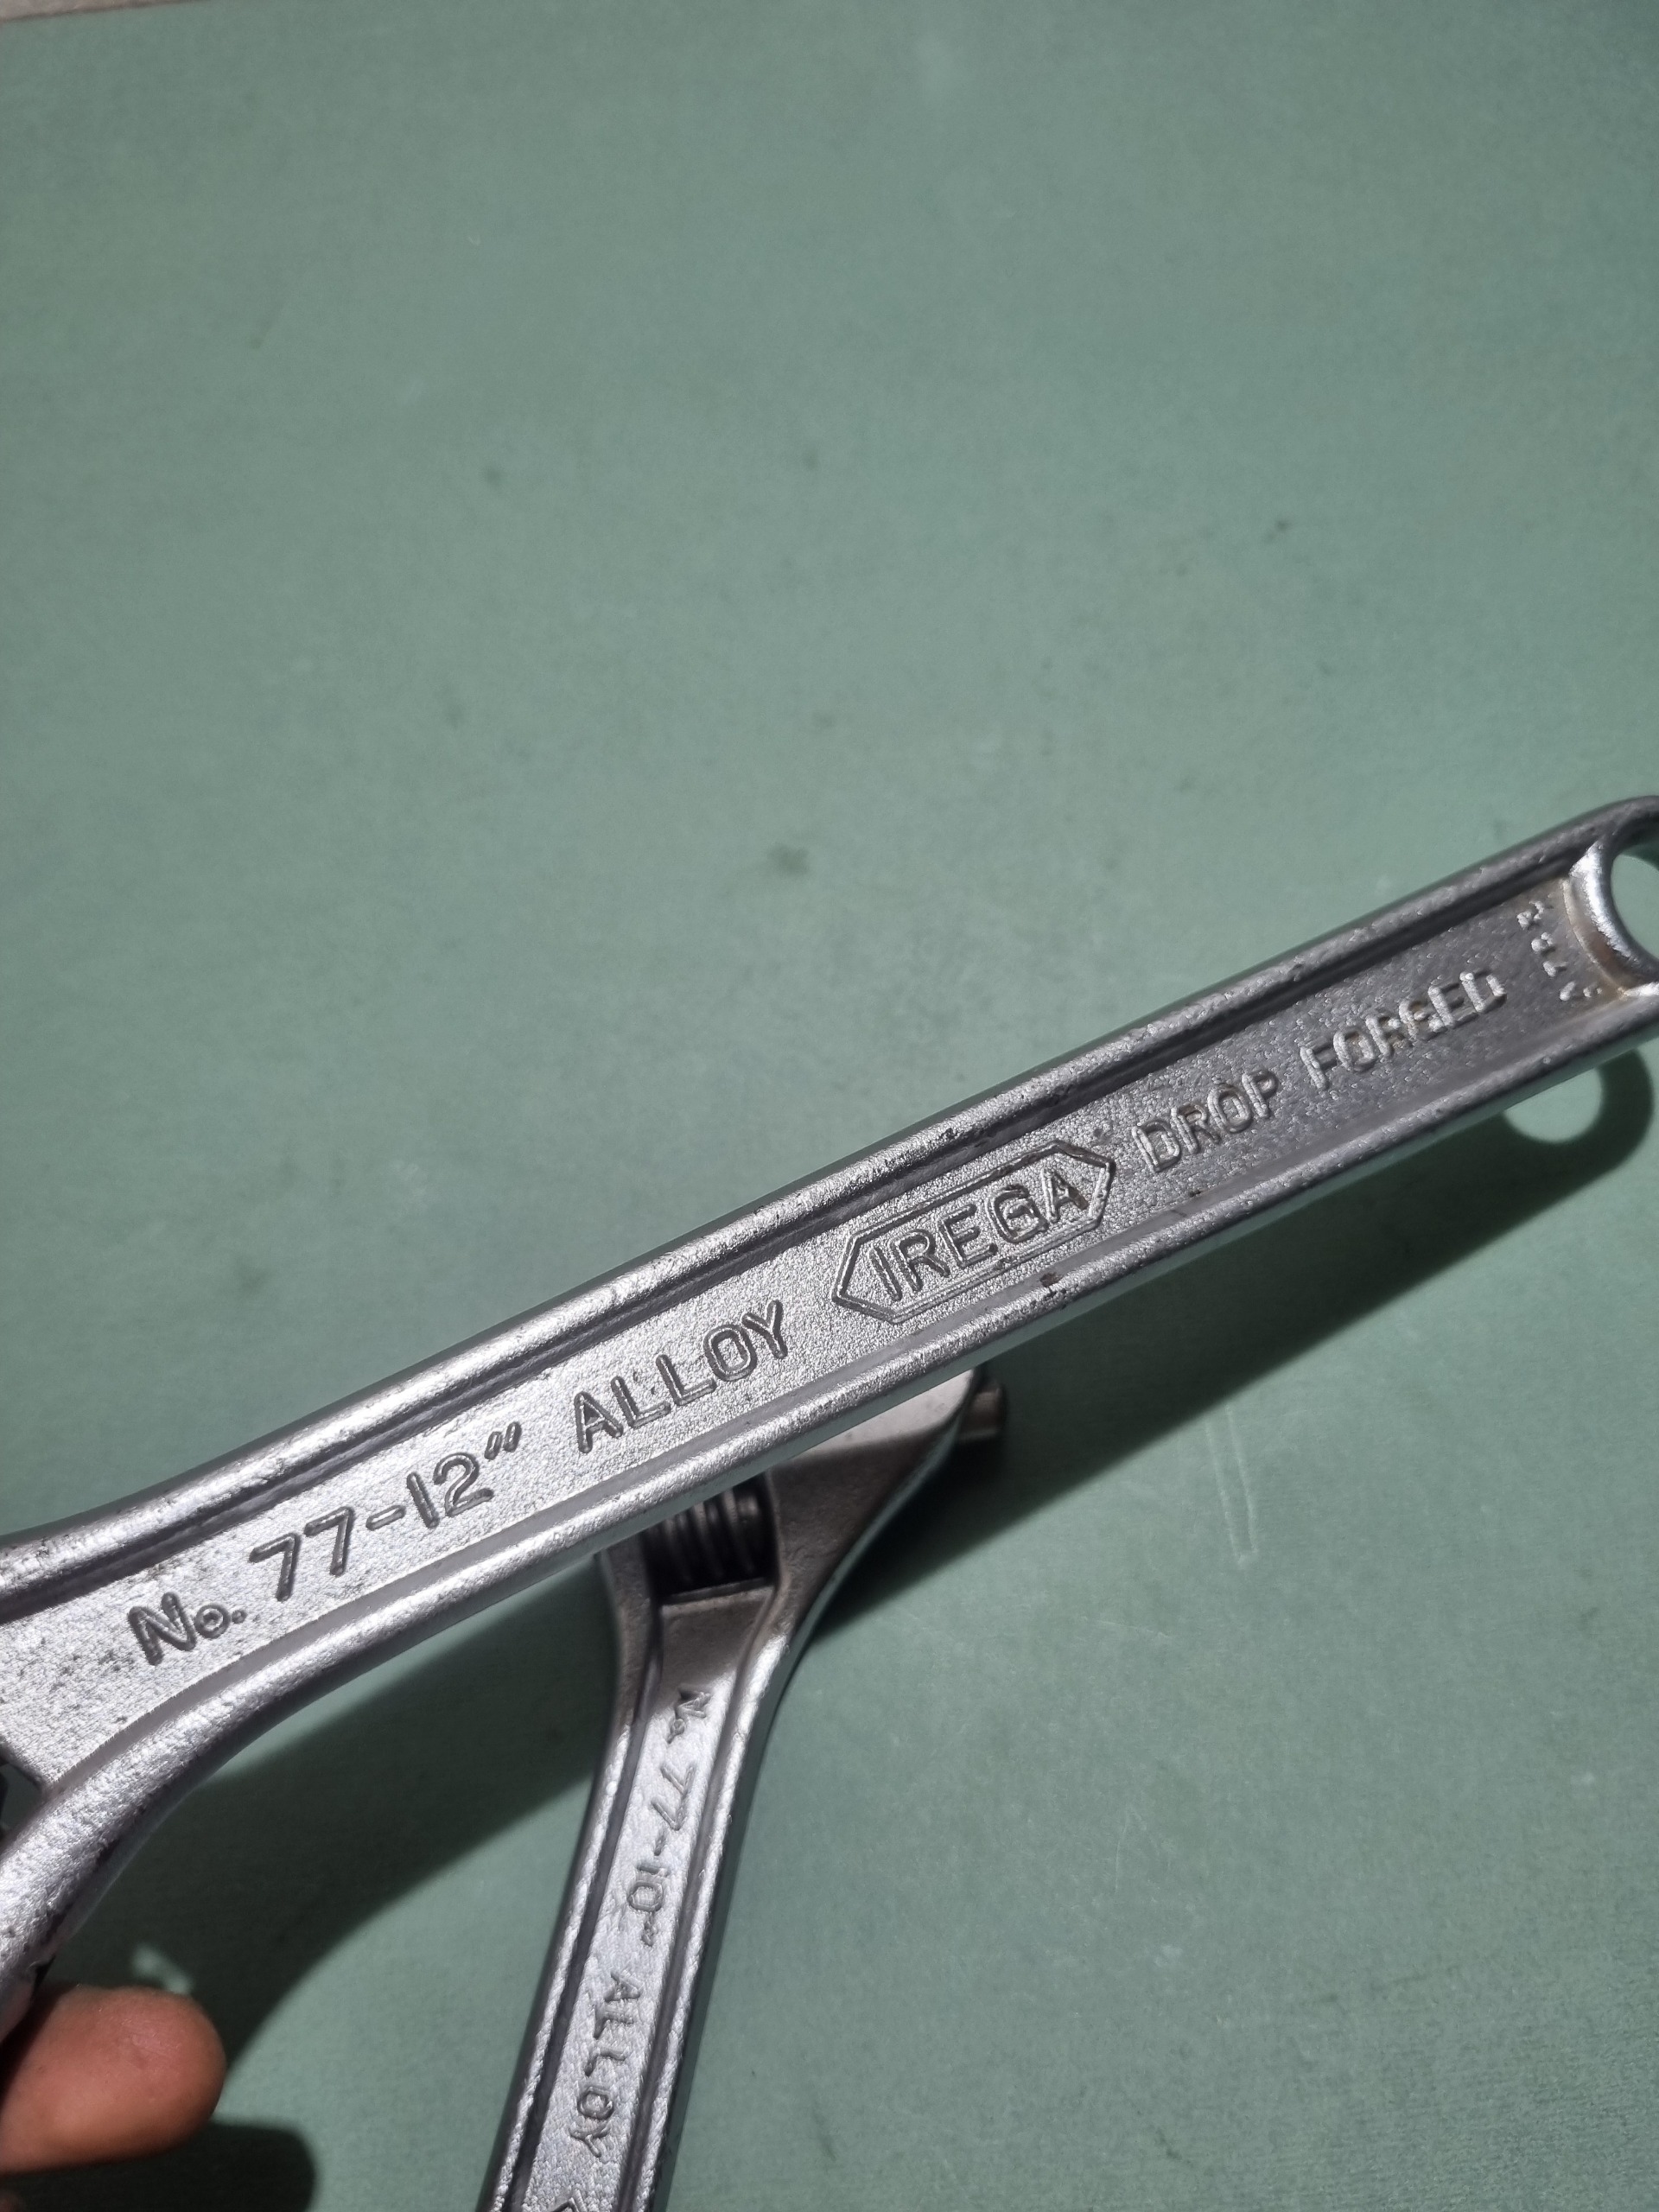 No. 77-12" ALLOY IREGA DROP FORGED
No. 77-10" ALLOY